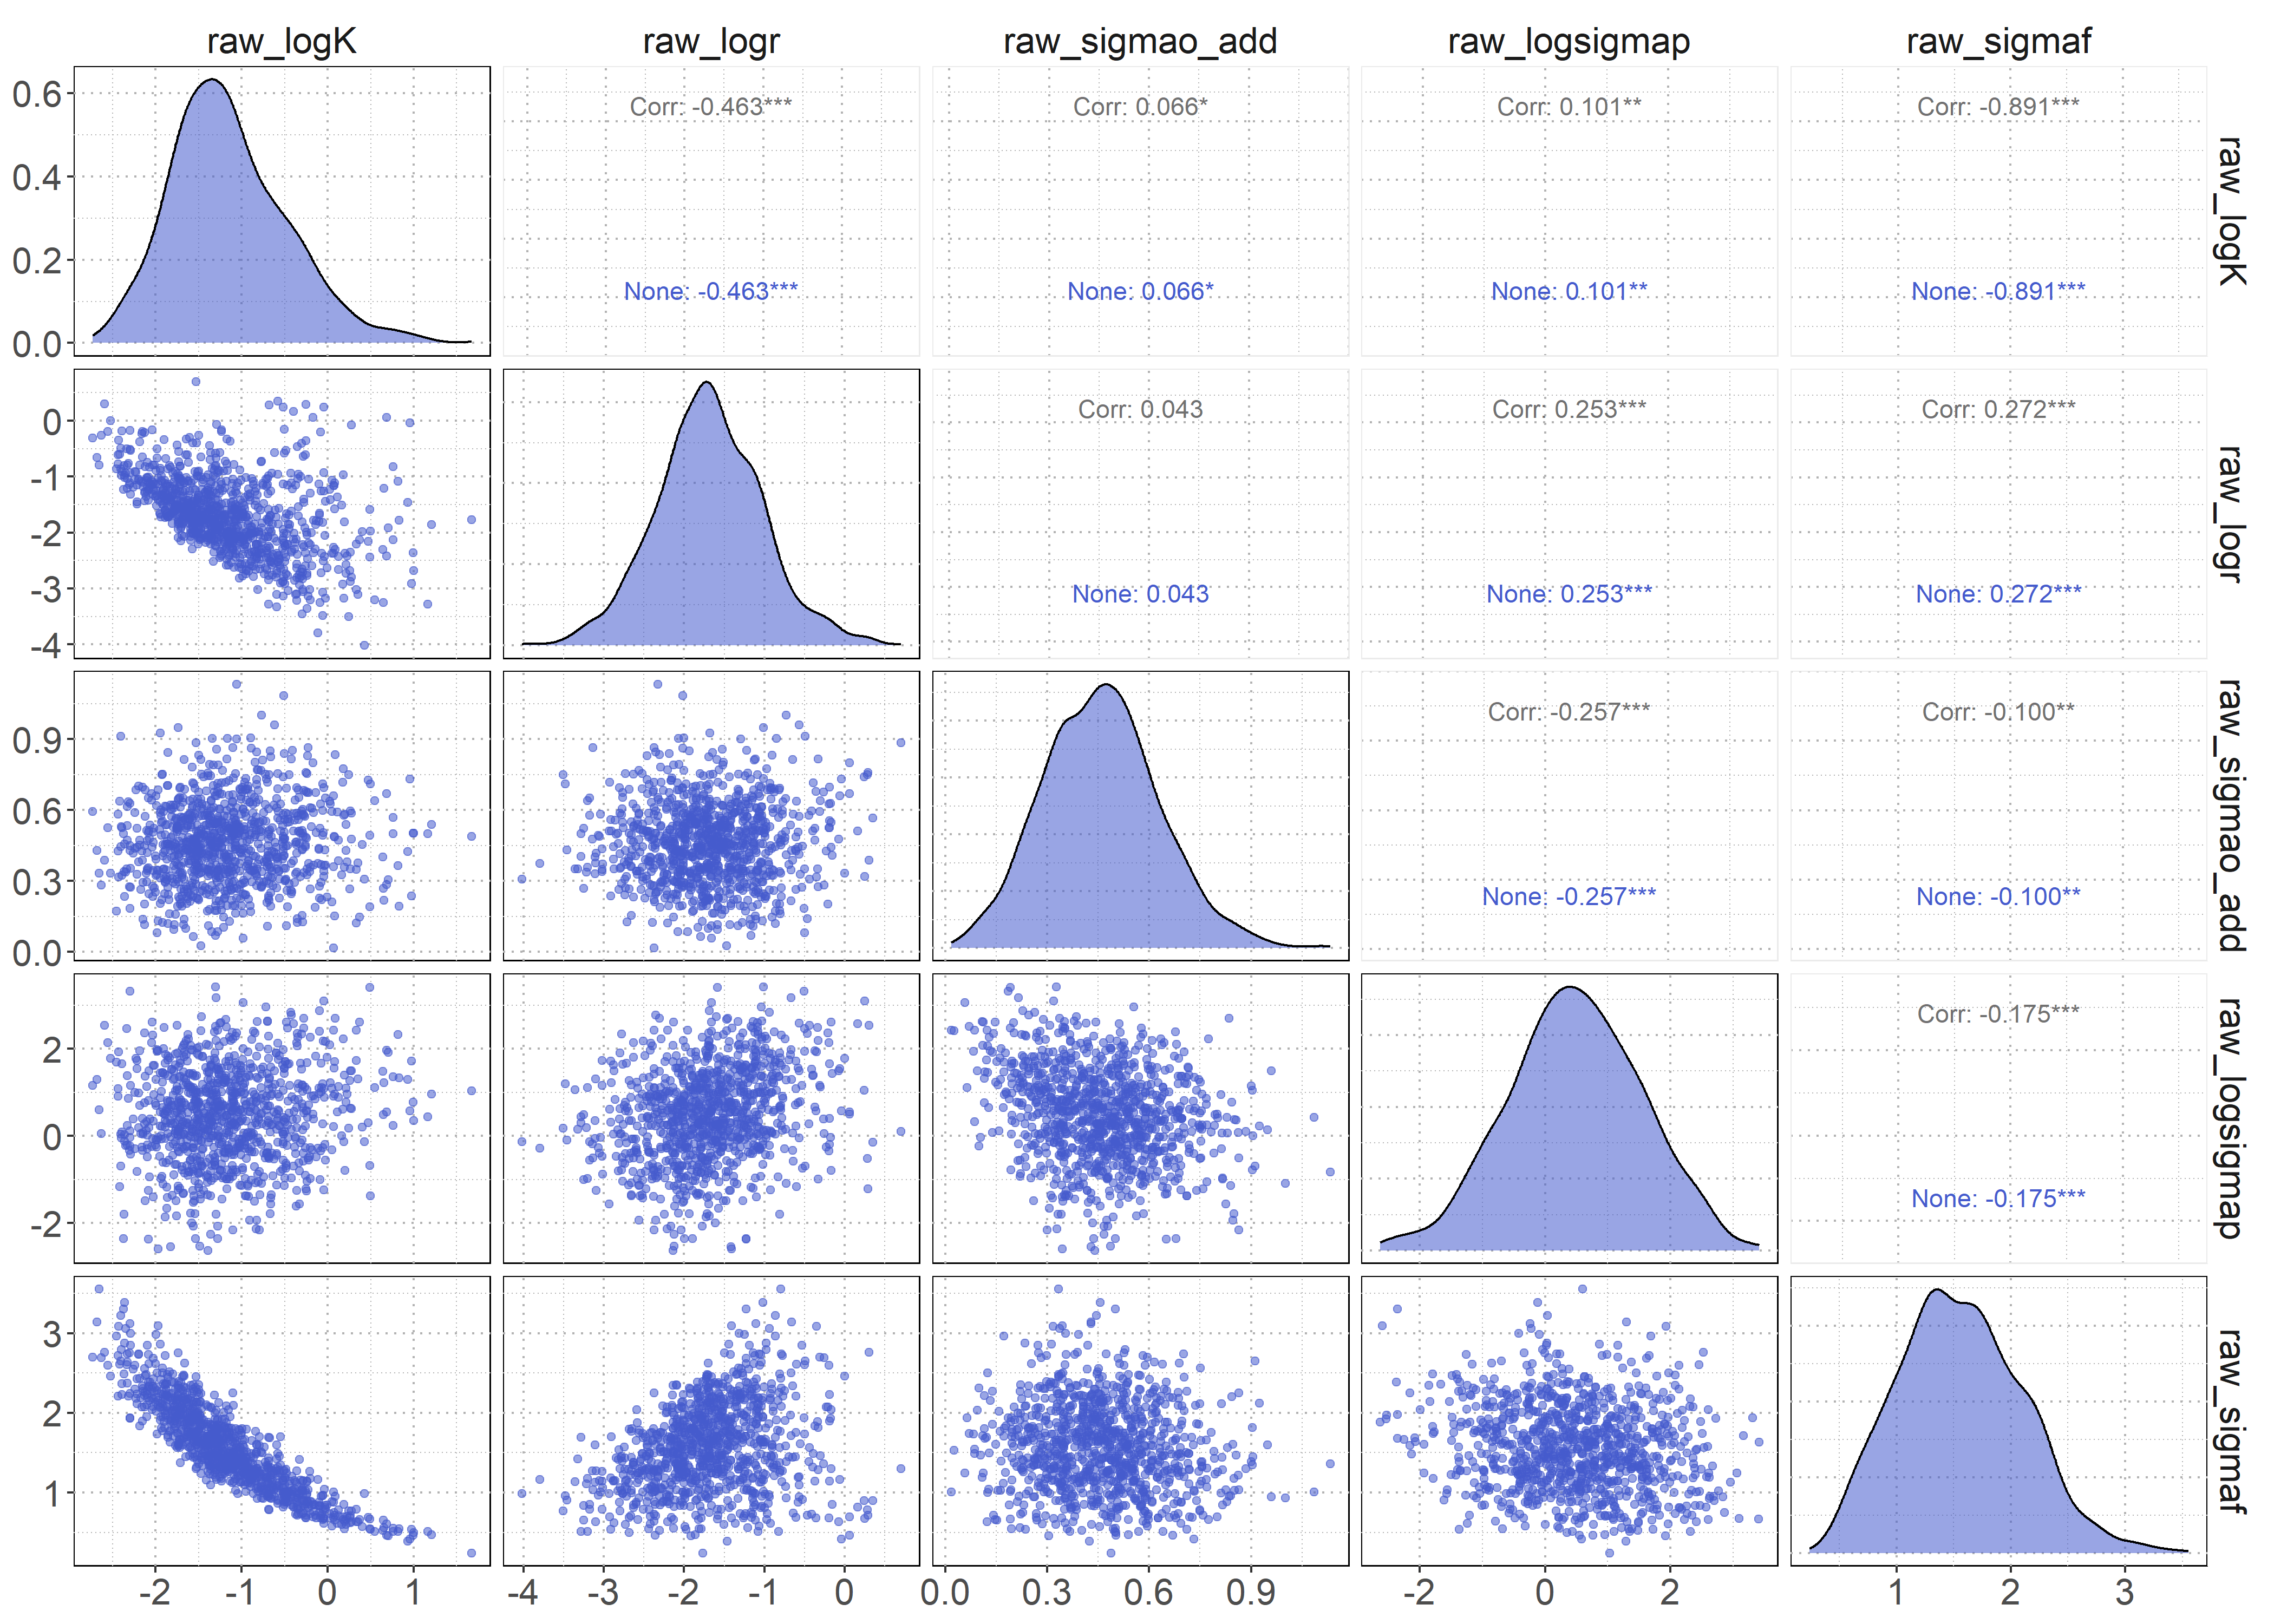 raw_logK raw_logr raw_sigmao_add raw_logsigmap raw_sigmaf
0.6
0.4
0.2
0.0
Corr: -0.463***
None: -0.463***
Corr: 0.066*
None: 0.066*
Corr: 0.101**
None: 0.101**
Corr: -0.891***
None: -0.891***
raw_logK
0
-1
-2
-3
-4
Corr: 0.043
None: 0.043
Corr: 0.253***
None: 0.253***
Corr: 0.272***
None: 0.272***
raw_logr
0.9
0.6
0.3
0.0
Corr: -0.257***
None: -0.257***
Corr: -0.100**
None: -0.100**
raw_sigmao_add
2
0
-2
Corr: -0.175***
None: -0.175***
raw_logsigmap
3
2
1
raw_sigmaf
-2 -1 0 1 -4 -3 -2 -1 0 0.0 0.3 0.6 0.9 -2 0 2 1 2 3